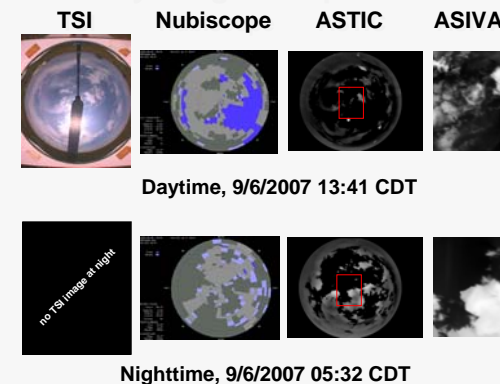 TSI Nubiscope ASTIC ASIVA
Daytime, 9/6/2007 13:41 CDT
no TSI image at night
Nighttime, 9/6/2007 05:32 CDT